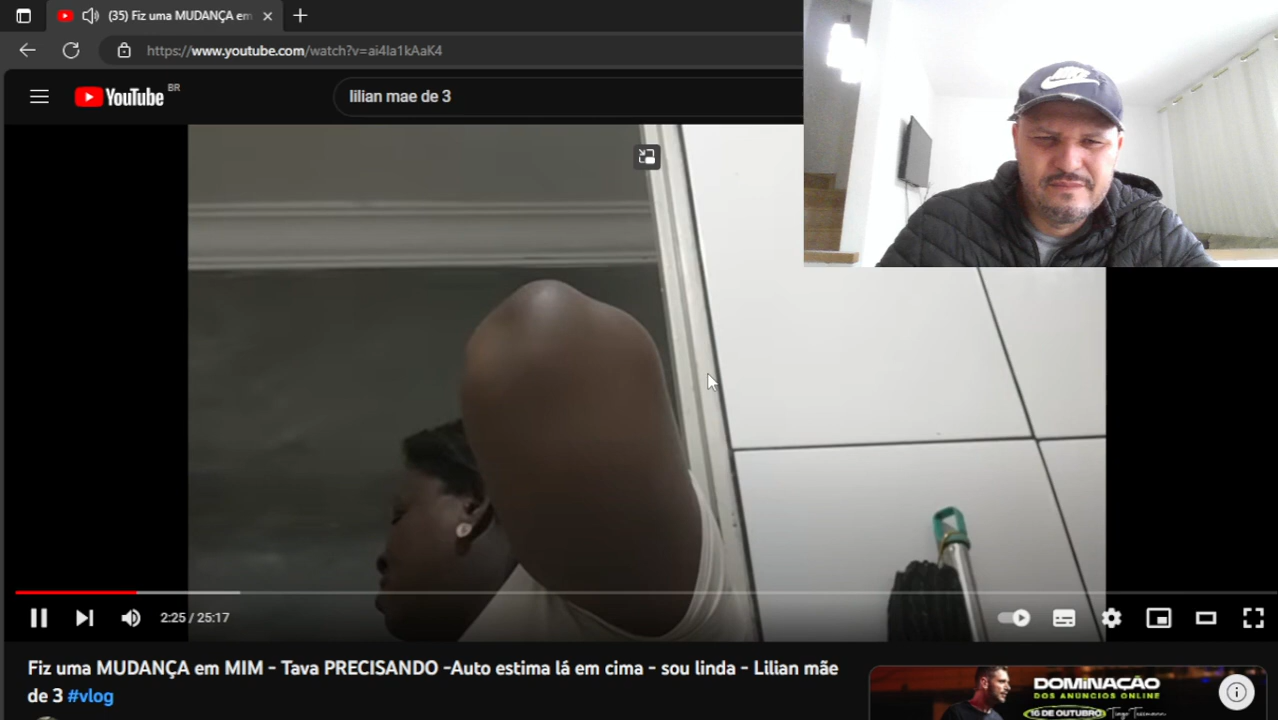 (35) Fiz uma MUDANÇA em
https://www.youtube.com/watch?v=ai4la1kAaK4
YouTube BR
lilian mae de 3
2:25 / 25:17
Fiz uma MUDANÇA em MIM - Tava PRECISANDO -Auto estima lá em cima - sou linda - Lilian mãe
de 3 #vlog
DOMINAÇÃO
DOS ANÚNCIOS ONLINE
16 DE OUTUBRO